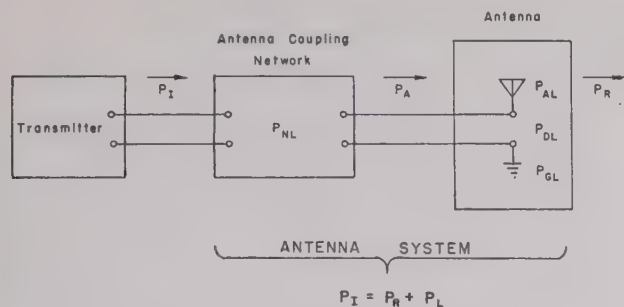 Antenna
Antenna Coupling
Network
P_I
P_A
P_R
Transmitter
P_NL
P_AL
P_DL
P_GL
ANTENNA SYSTEM
P_I = P_R + P_L